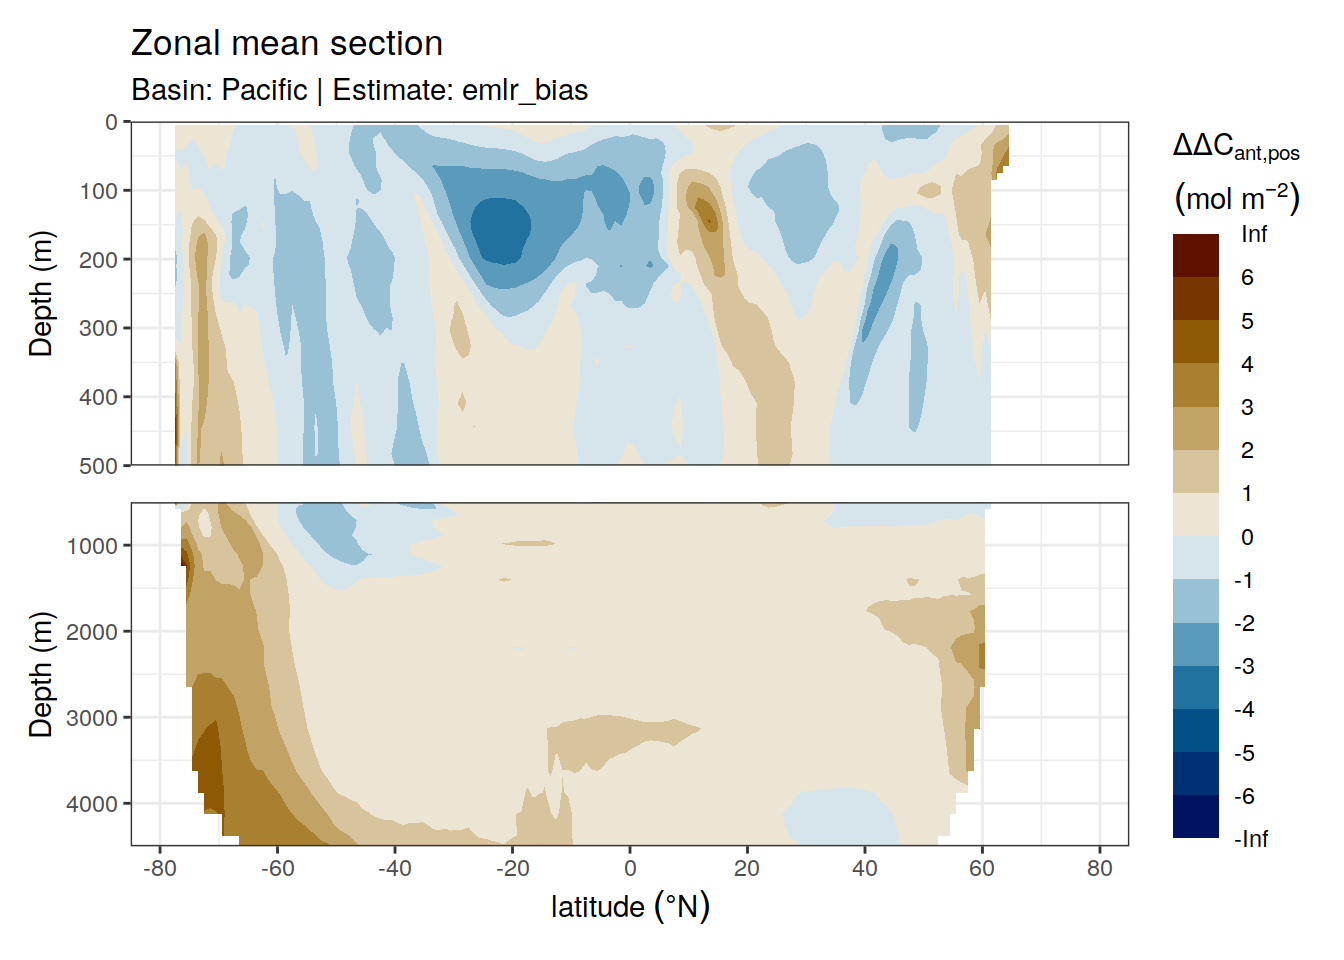 Zonal mean section
Basin: Pacific | Estimate: emlr_bias
0
100
200
300
400
500
Depth (m)
1000
2000
3000
4000
Depth (m)
-80 -60 -40 -20 0 20 40 60 80
latitude (°N)
ΔΔCant,pos
(mol m−2)
Inf
6
5
4
3
2
1
0
-1
-2
-3
-4
-5
-6
-Inf